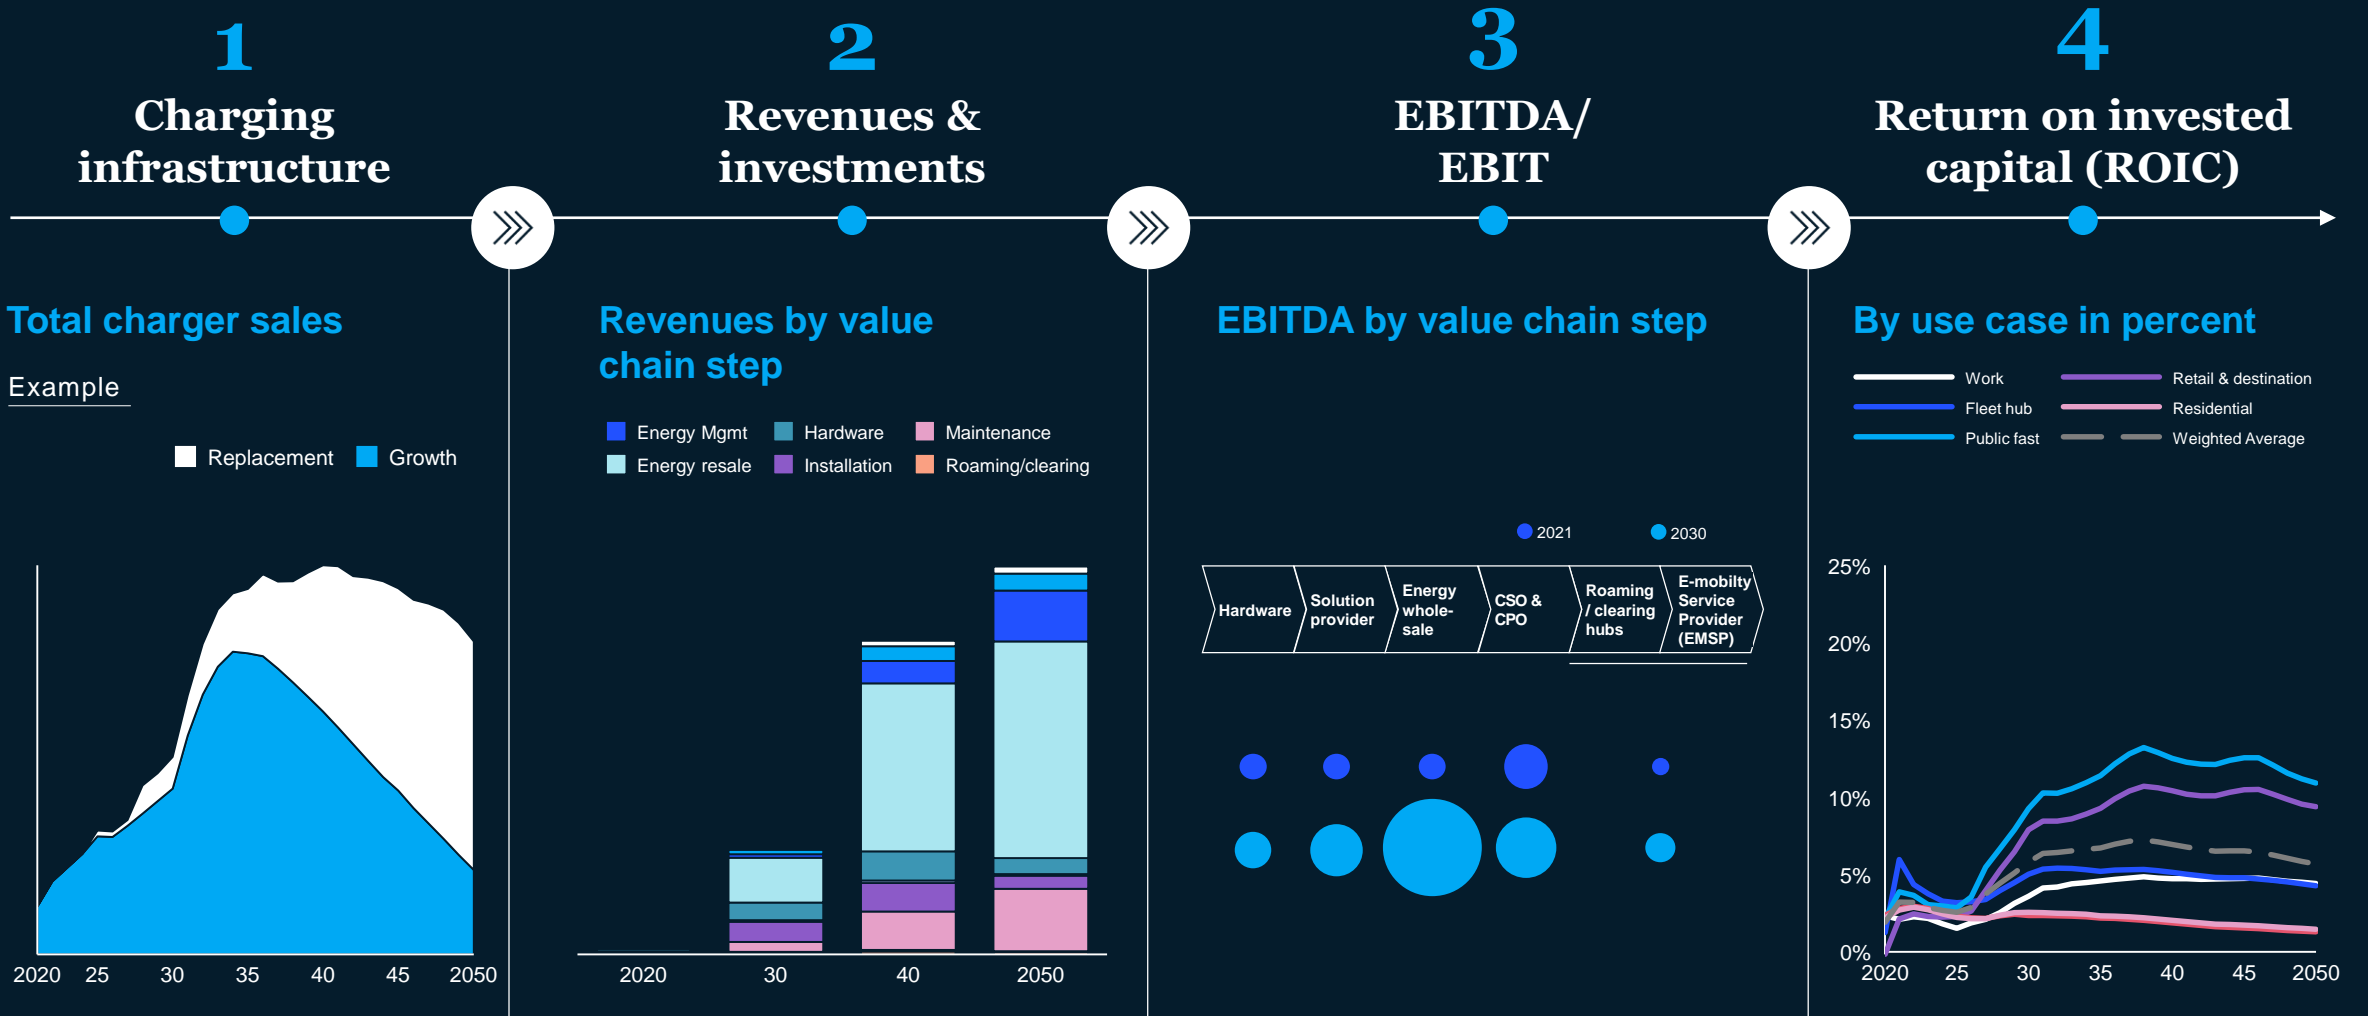 1
Charging
infrastructure
2
Revenues &
investments
3
EBITDA/
EBIT
4
Return on invested
capital (ROIC)
Total charger sales
Example
Replacement
Growth
2020 25 30 35 40 45 2050
Revenues by value
chain step
Energy Mgmt
Hardware
Maintenance
Energy resale
Installation
Roaming/clearing
2020 30 40 2050
EBITDA by value chain step
2021
2030
Hardware
Solution
provider
Energy
whole-
sale
CSO &
CPO
Roaming
/ clearing
hubs
E-mobilty
Service
Provider
(EMSP)
By use case in percent
Work
Retail & destination
Fleet hub
Residential
Public fast
Weighted Average
25%
20%
15%
10%
5%
0%
2020 25 30 35 40 45 2050